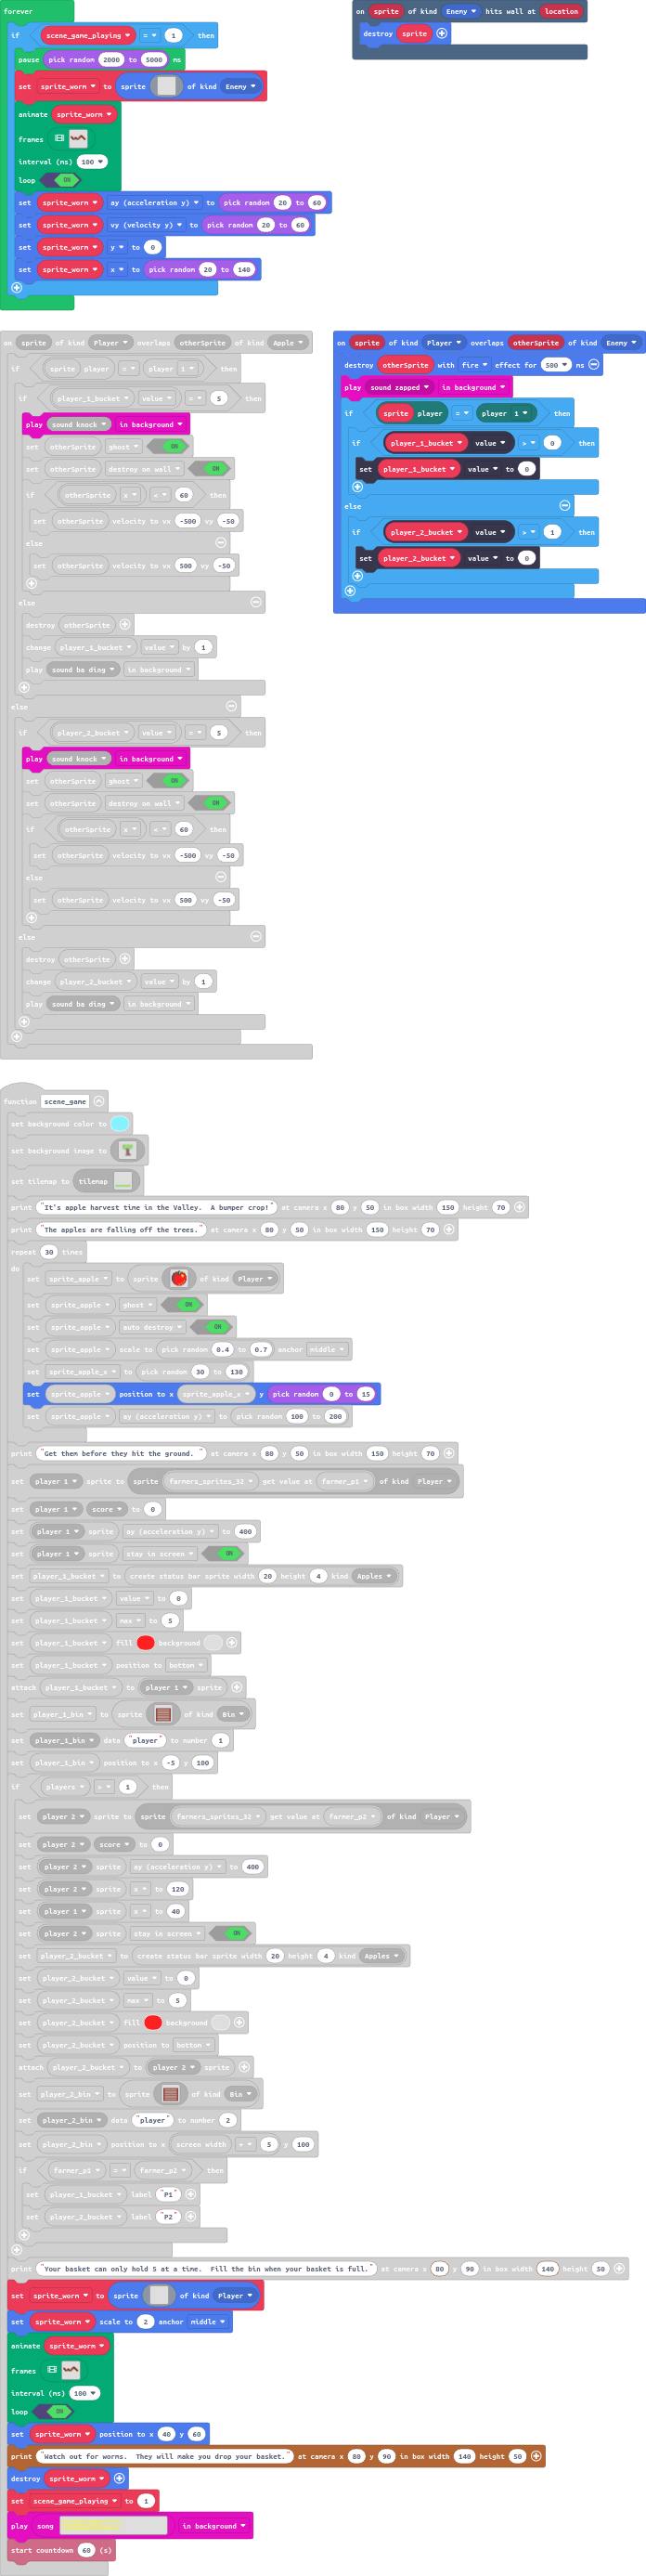 forever
if scene_game_playing = 1 then
pause pick random 2000 to 5000 ms
set sprite_worm to sprite of kind Enemy
animate sprite_worm
frames
interval (ms) 100
loop ON
set sprite_worm ay (acceleration y) to pick random 20 to 60
set sprite_worm vy (velocity y) to pick random 20 to 60
set sprite_worm y to 0
set sprite_worm x to pick random 20 to 140
on sprite of kind Enemy hits wall at location
destroy sprite
on sprite of kind Player overlaps otherSprite of kind Apple
if sprite player = player 1 then
if player_1_bucket value = 5 then
play sound knock in background
set otherSprite ghost ON
set otherSprite destroy on wall ON
if otherSprite x < 60 then
set otherSprite velocity to vx -500 vy -50
else
set otherSprite velocity to vx 500 vy -50
else
destroy otherSprite
change player_1_bucket value by 1
play sound ba ding in background
else
if player_2_bucket value = 5 then
play sound knock in background
set otherSprite ghost ON
set otherSprite destroy on wall ON
if otherSprite x < 60 then
set otherSprite velocity to vx -500 vy -50
else
set otherSprite velocity to vx 500 vy -50
else
destroy otherSprite
change player_2_bucket value by 1
play sound ba ding in background
on sprite of kind Player overlaps otherSprite of kind Enemy
destroy otherSprite with fire effect for 500 ms
play sound zapped in background
if sprite player = player 1 then
if player_1_bucket value > 0 then
set player_1_bucket value to 0
else
if player_2_bucket value > 1 then
set player_2_bucket value to 0
function scene_game
set background color to
set background image to
set tilemap to tilemap
print "It's apple harvest time in the Valley. A bumper crop!" at camera x 80 y 50 in box width 150 height 70
print "The apples are falling off the trees." at camera x 80 y 50 in box width 150 height 70
repeat 30 times
do
set sprite_apple to sprite of kind Player
set sprite_apple ghost ON
set sprite_apple auto destroy ON
set sprite_apple scale to pick random 0.4 to 0.7 anchor middle
set sprite_apple_x to pick random 30 to 130
set sprite_apple position to x sprite_apple_x y pick random 0 to 15
set sprite_apple ay (acceleration y) to pick random 100 to 200
print "Get them before they hit the ground. " at camera x 80 y 50 in box width 150 height 70
set player 1 sprite to sprite farmers_sprites_32 get value at farmer_p1 of kind Player
set player 1 score to 0
set player 1 sprite ay (acceleration y) to 400
set player 1 sprite stay in screen ON
set player_1_bucket to create status bar sprite width 20 height 4 kind Apples
set player_1_bucket value to 0
set player_1_bucket max to 5
set player_1_bucket fill background
set player_1_bucket position to bottom
attach player_1_bucket to player 1 sprite
set player_1_bin to sprite of kind Bin
set player_1_bin data "player" to number 1
set player_1_bin position to x -5 y 100
if players > 1 then
set player 2 sprite to sprite farmers_sprites_32 get value at farmer_p2 of kind Player
set player 2 score to 0
set player 2 sprite ay (acceleration y) to 400
set player 2 sprite x to 120
set player 1 sprite x to 40
set player 2 sprite stay in screen ON
set player_2_bucket to create status bar sprite width 20 height 4 kind Apples
set player_2_bucket value to 0
set player_2_bucket max to 5
set player_2_bucket fill background
set player_2_bucket position to bottom
attach player_2_bucket to player 2 sprite
set player_2_bin to sprite of kind Bin
set player_2_bin data "player" to number 2
set player_2_bin position to x screen width + 5 y 100
if farmer_p1 = farmer_p2 then
set player_1_bucket label "P1"
set player_2_bucket label "P2"
print "Your basket can only hold 5 at a time. Fill the bin when your basket is full." at camera x 80 y 90 in box width 140 height 50
set sprite_worm to sprite of kind Player
set sprite_worm scale to 2 anchor middle
animate sprite_worm
frames
interval (ms) 100
loop ON
set sprite_worm position to x 40 y 60
print "Watch out for worms. They will make you drop your basket." at camera x 80 y 90 in box width 140 height 50
destroy sprite_worm
set scene_game_playing to 1
play song in background
start countdown 60 (s)